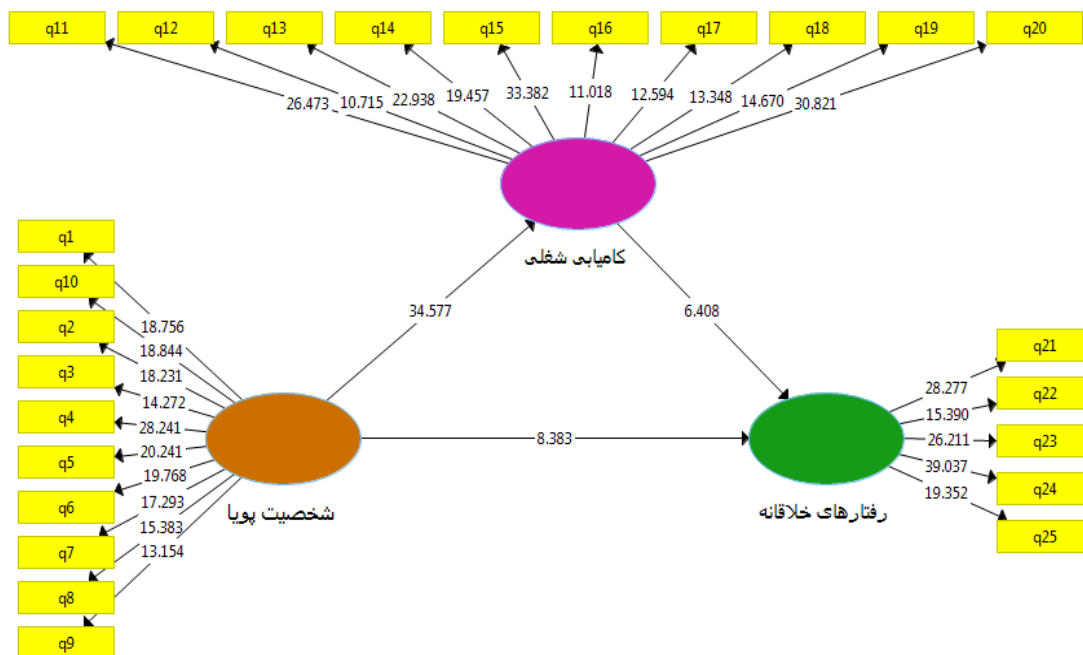 q11 q12 q13 q14 q15 q16 q17 q18 q19 q20
26.473 10.715 22.938 19.457 33.382 11.018 12.594 13.348 14.670 30.821
کامیابی شغلی
34.577
6.408
q1
q10
q2
q3
q4
q5
q6
q7
q8
q9
18.756
18.844
18.231
14.272
28.241
20.241
19.768
17.293
15.383
13.154
شخصیت پویا
8.383
رفتارهای خلاقانه
28.277
15.390
26.211
39.037
19.352
q21
q22
q23
q24
q25